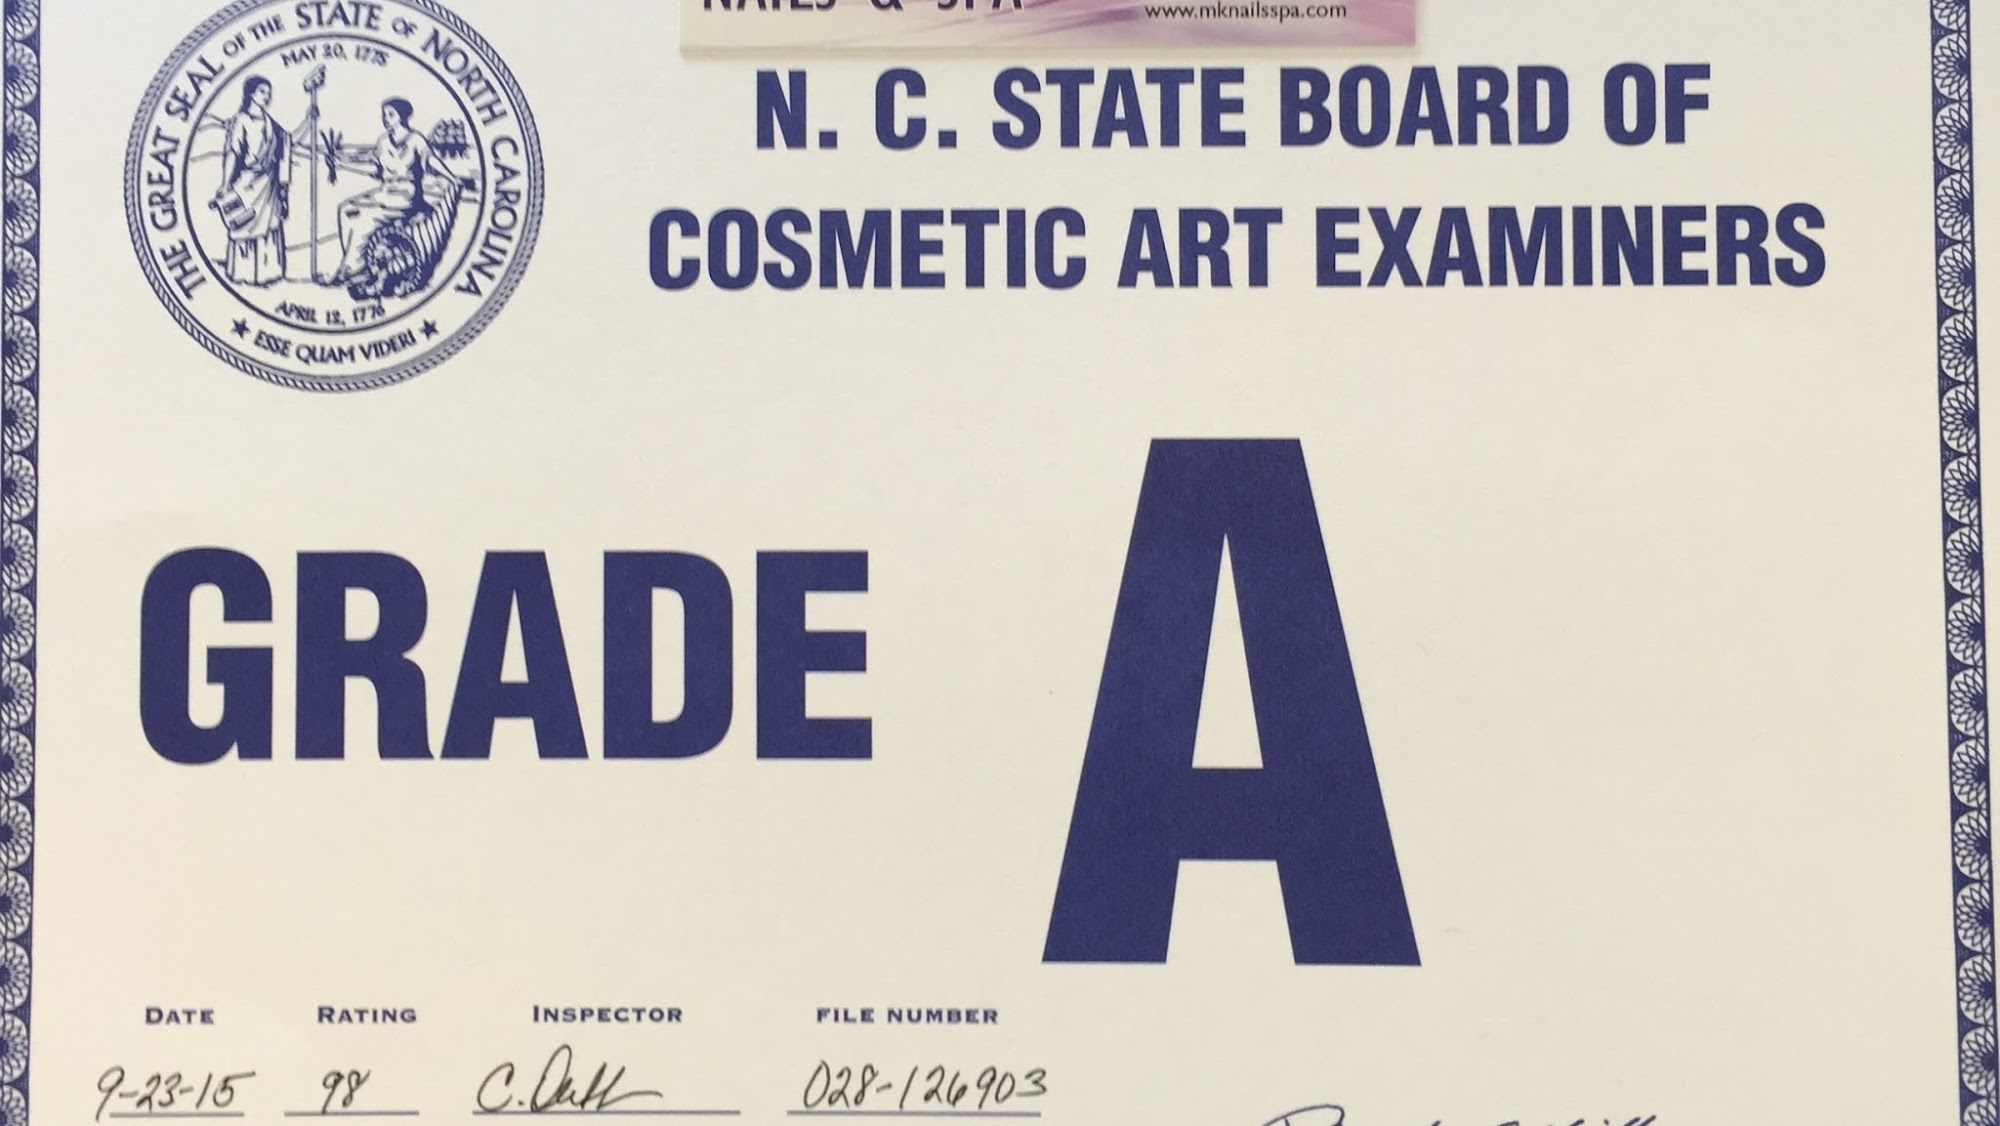 NAILS & SPA
www.mknailsspa.com
THE GREAT SEAL OF THE STATE OF NORTH CAROLINA
MAY 20, 1775
APRIL 12, 1776
★ ESSE QUAM VIDERI ★
N. C. STATE BOARD OF
COSMETIC ART EXAMINERS
GRADE A
DATE RATING INSPECTOR FILE NUMBER
9-23-15 98 C. 028-126903